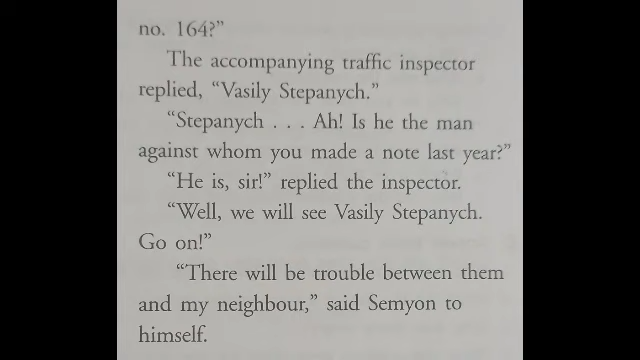 no. 164?”
The accompanying traffic inspector
replied, “Vasily Stepanych.”
“Stepanych . . . Ah! Is he the man
against whom you made a note last year?”
“He is, sir!” replied the inspector.
“Well, we will see Vasily Stepanych.
Go on!”
“There will be trouble between them
and my neighbour,” said Semyon to
himself.